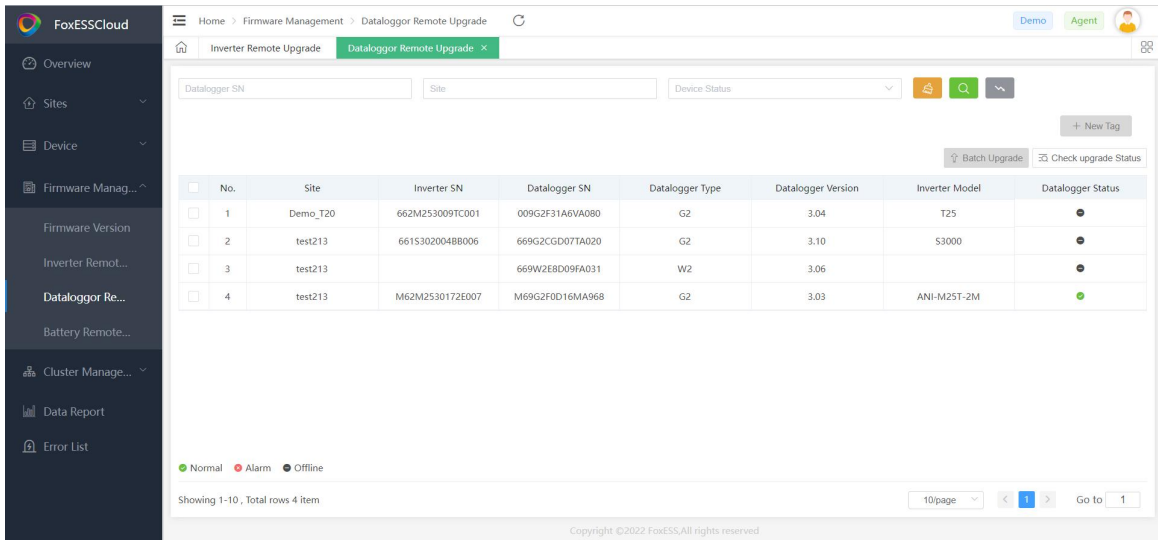 FoxESSCloud
Home > Firmware Management > Dataloggor Remote Upgrade
Demo
Agent
Inverter Remote Upgrade
Dataloggor Remote Upgrade ×
Overview
Sites
Device
Firmware Manag...
Firmware Version
Inverter Remot...
Dataloggor Re...
Battery Remote...
Cluster Manage...
Data Report
Error List
Datalogger SN
Site
Device Status
+ New Tag
Batch Upgrade
Check upgrade Status
No. Site Inverter SN Datalogger SN Datalogger Type Datalogger Version Inverter Model Datalogger Status
1 Demo_T20 662M253009TC001 009G2F31A6VA080 G2 3.04 T25
2 test213 661S302004BB006 669G2CGD07TA020 G2 3.10 S3000
3 test213 669W2E8D09FA031 W2 3.06
4 test213 M62M2530172E007 M69G2F0D16MA968 G2 3.03 ANI-M25T-2M
Normal Alarm Offline
Showing 1-10 , Total rows 4 item
10/page < 1 > Go to 1
Copyright ©2022 FoxESS,All rights reserved